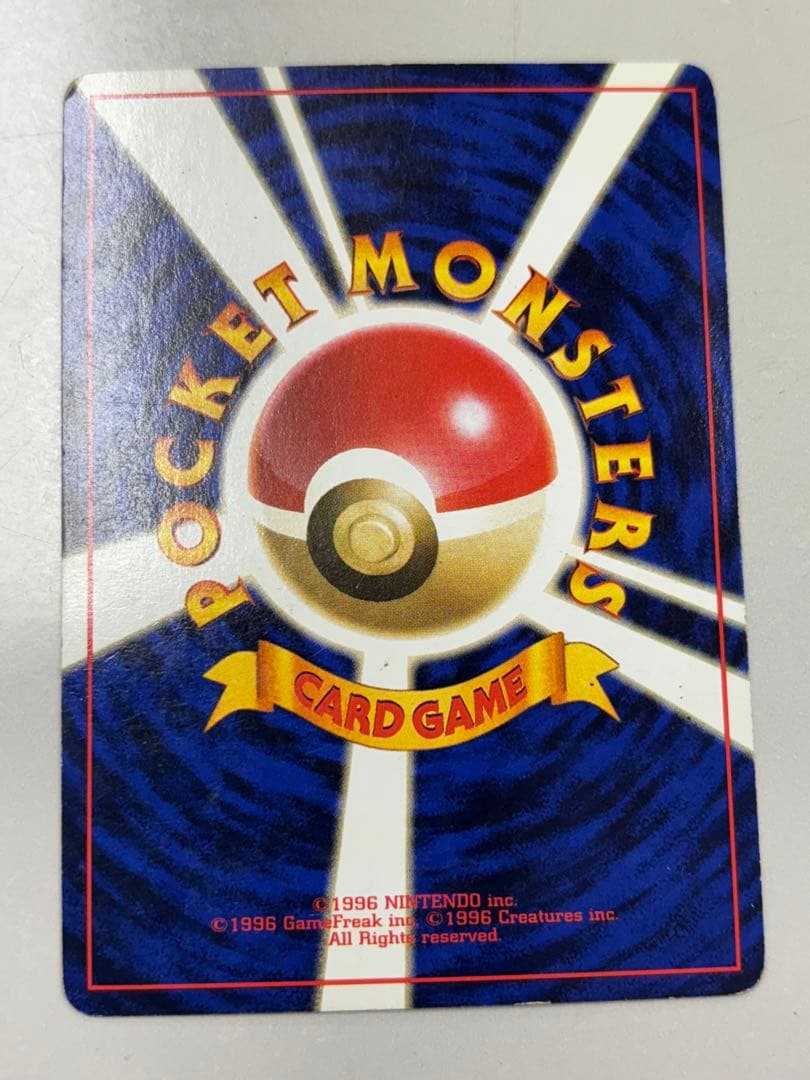 POCKET MONSTERS
CARD GAME
©1996 NINTENDO inc.
©1996 GameFreak inc. ©1996 Creatures inc.
All Rights reserved.